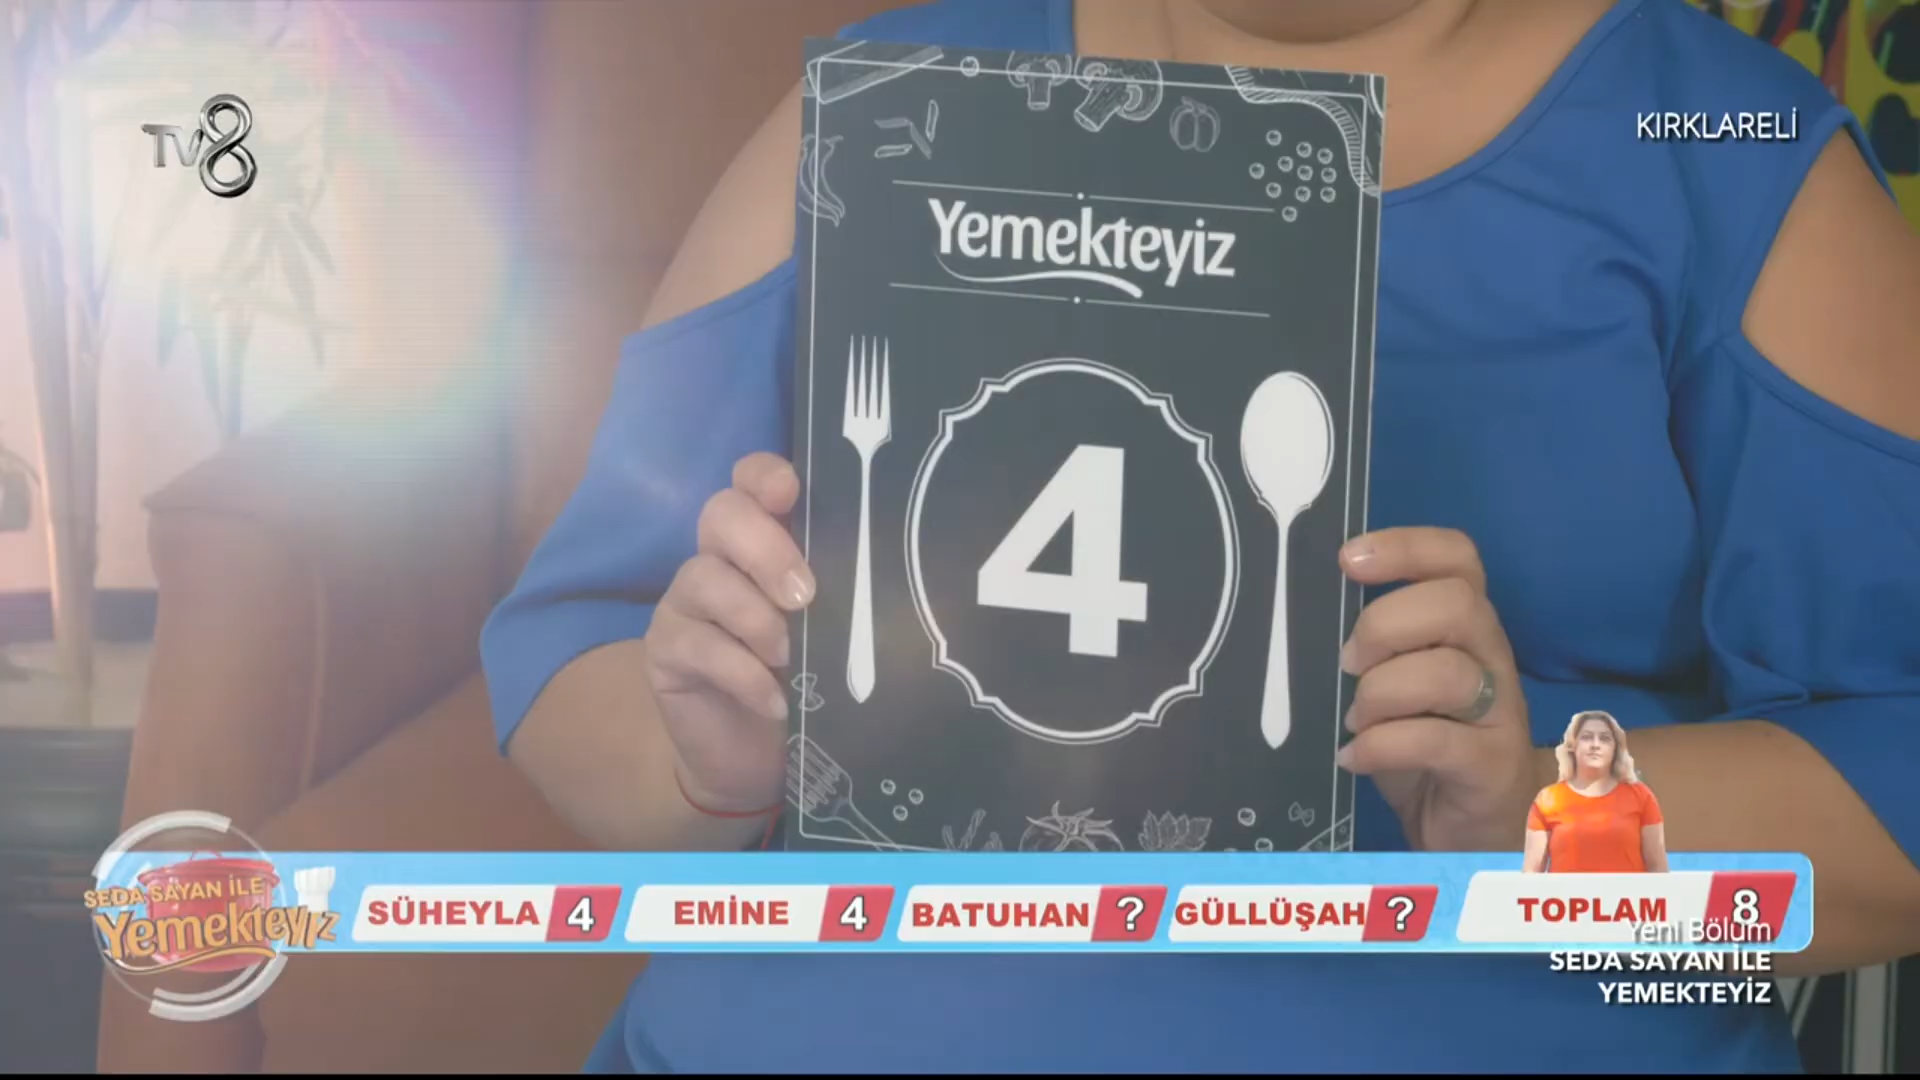 TV8
KIRKLARELİ
Yemekteyiz
4
SEDA SAYAN İLE
Yemekteyiz
SÜHEYLA 4
EMİNE 4
BATUHAN ?
GÜLLÜŞAH ?
TOPLAM 8
Yeni Bölüm
SEDA SAYAN İLE
YEMEKTEYİZ